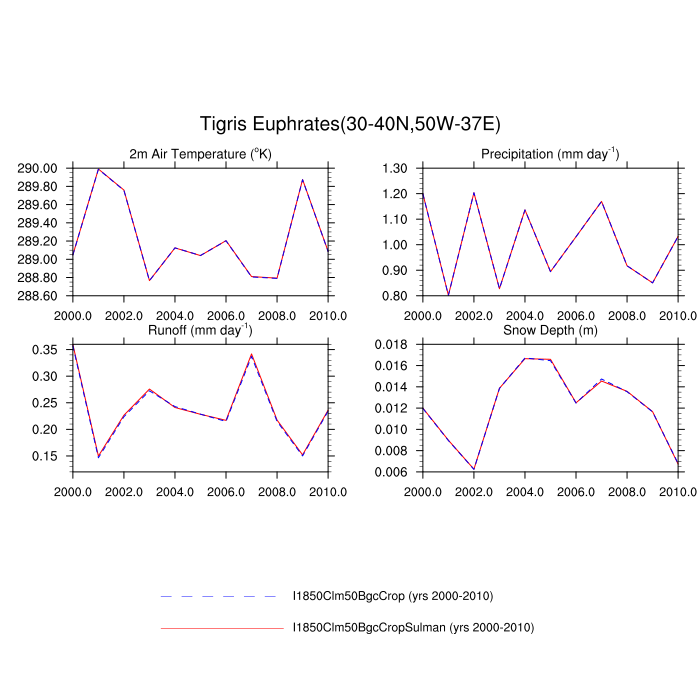 Tigris Euphrates(30-40N,50W-37E)
2m Air Temperature (°K)
290.00
289.80
289.60
289.40
289.20
289.00
288.80
288.60
2000.0 2002.0 2004.0 2006.0 2008.0 2010.0
Precipitation (mm day⁻¹)
1.30
1.20
1.10
1.00
0.90
0.80
2000.0 2002.0 2004.0 2006.0 2008.0 2010.0
Runoff (mm day⁻¹)
0.35
0.30
0.25
0.20
0.15
2000.0 2002.0 2004.0 2006.0 2008.0 2010.0
Snow Depth (m)
0.018
0.016
0.014
0.012
0.010
0.008
0.006
2000.0 2002.0 2004.0 2006.0 2008.0 2010.0
I1850Clm50BgcCrop (yrs 2000-2010)
I1850Clm50BgcCropSulman (yrs 2000-2010)